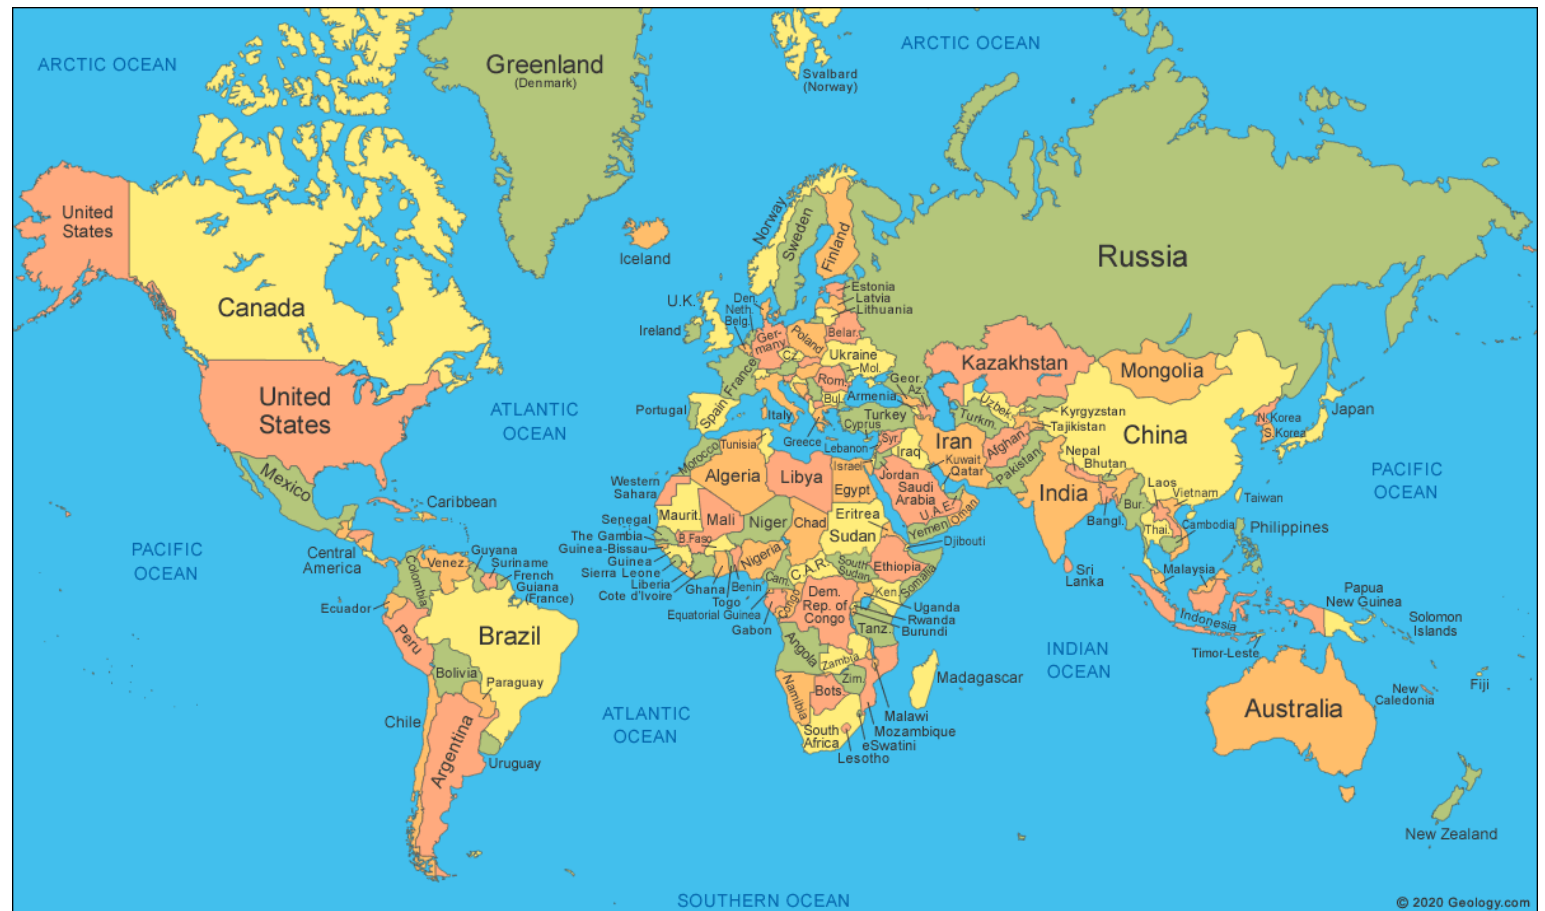 ARCTIC OCEAN
Greenland
(Denmark)
ARCTIC OCEAN
Svalbard
(Norway)
United
States
Canada
Iceland
Norway
Sweden
Finland
Russia
U.K.
Ireland
Den.
Neth.
Belg.
Estonia
Latvia
Lithuania
Ger-
many
Poland
Belar.
Cz.
Ukraine
Mol.
France
Rom.
Bul.
Geor.
Az.
Armenia
Kazakhstan
Mongolia
United
States
ATLANTIC
OCEAN
Portugal
Spain
Italy
Greece
Turkey
Cyprus
Lebanon
Syr.
Israel
Iraq
Iran
Kuwait
Qatar
Uzbek.
Turkm.
Kyrgyzstan
Tajikistan
Afghan.
Pakistan
China
N. Korea
S.Korea
Japan
PACIFIC
OCEAN
Mexico
Caribbean
Central
America
PACIFIC
OCEAN
Morocco
Tunisia
Algeria
Libya
Egypt
Western
Sahara
Jordan
Saudi
Arabia
U.A.E.
Oman
Yemen
Nepal
Bhutan
India
Bangl.
Bur.
Laos
Vietnam
Thai.
Cambodia
Taiwan
Philippines
Maurit.
Mali
Niger
Chad
Eritrea
Sudan
Djibouti
Senegal
The Gambia
Guinea-Bissau
Guinea
Sierra Leone
Liberia
Cote d'Ivoire
B.Faso
Ghana
Togo
Benin
Nigeria
Cam.
C.A.R.
South
Sudan
Ethiopia
Somalia
Equatorial Guinea
Gabon
Congo
Dem.
Rep. of
Congo
Ken.
Uganda
Rwanda
Burundi
Tanz.
Sri
Lanka
Malaysia
Indonesia
Timor-Leste
Papua
New Guinea
Solomon
Islands
Guyana
Suriname
French
Guiana
(France)
Venez.
Colombia
Ecuador
Peru
Brazil
Bolivia
Paraguay
Chile
Argentina
Uruguay
ATLANTIC
OCEAN
Angola
Zambia
Namibia
Bots.
Zim.
South
Africa
Malawi
Mozambique
eSwatini
Lesotho
Madagascar
INDIAN
OCEAN
Australia
New
Caledonia
Fiji
New Zealand
SOUTHERN OCEAN
© 2020 Geology.com